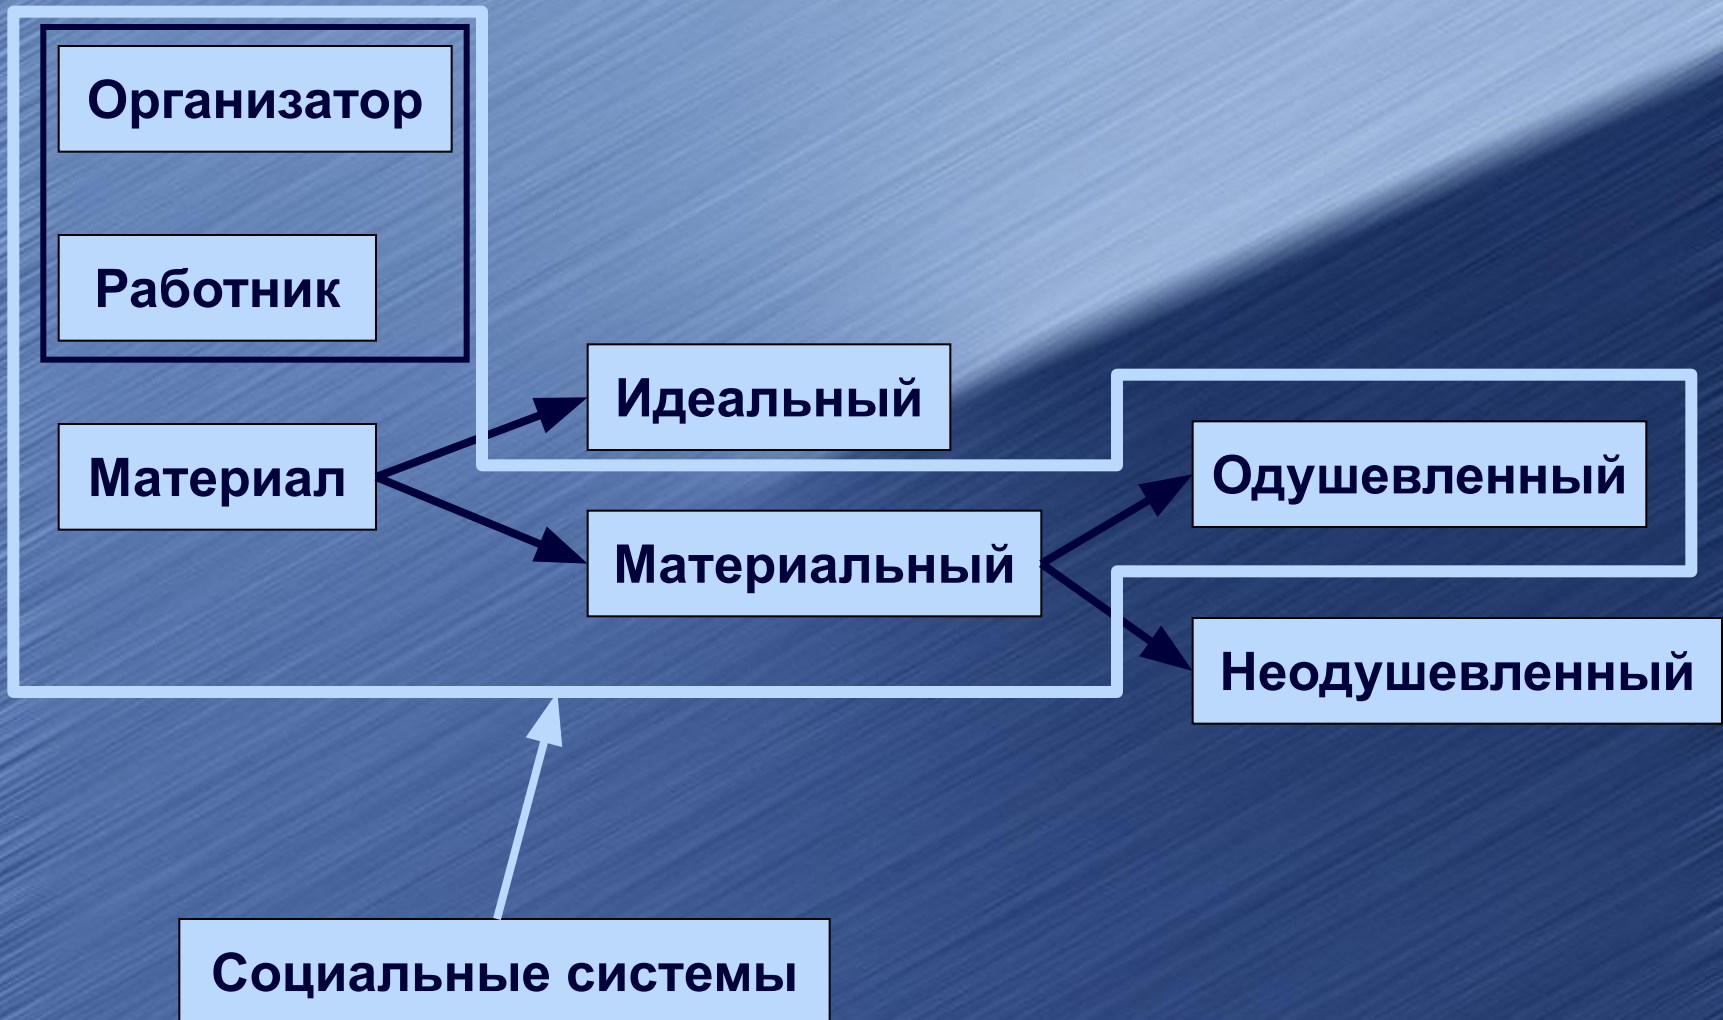 Организатор
Работник
Материал
Идеальный
Материальный
Одушевленный
Неодушевленный
Социальные системы